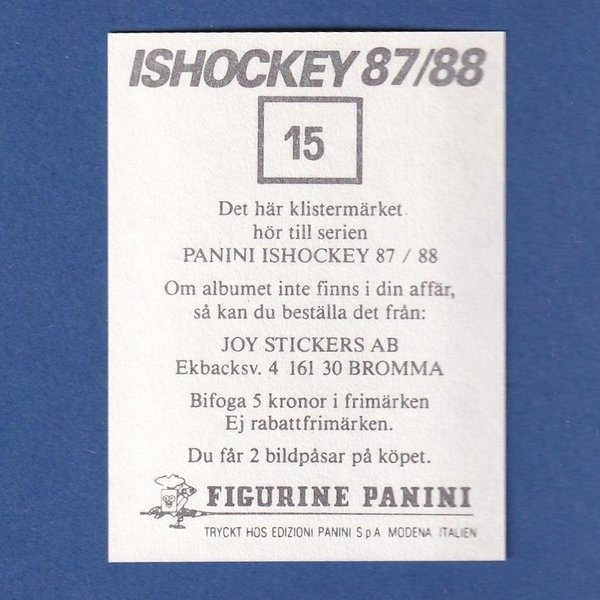 ISHOCKEY 87/88
15
Det här klistermärket
hör till serien
PANINI ISHOCKEY 87 / 88
Om albumet inte finns i din affär,
så kan du beställa det från:
JOY STICKERS AB
Ekbacksv. 4 161 30 BROMMA
Bifoga 5 kronor i frimärken
Ej rabattfrimärken.
Du får 2 bildpåsar på köpet.
FIGURINE PANINI
TRYCKT HOS EDIZIONI PANINI S.p.A. MODENA ITALIEN